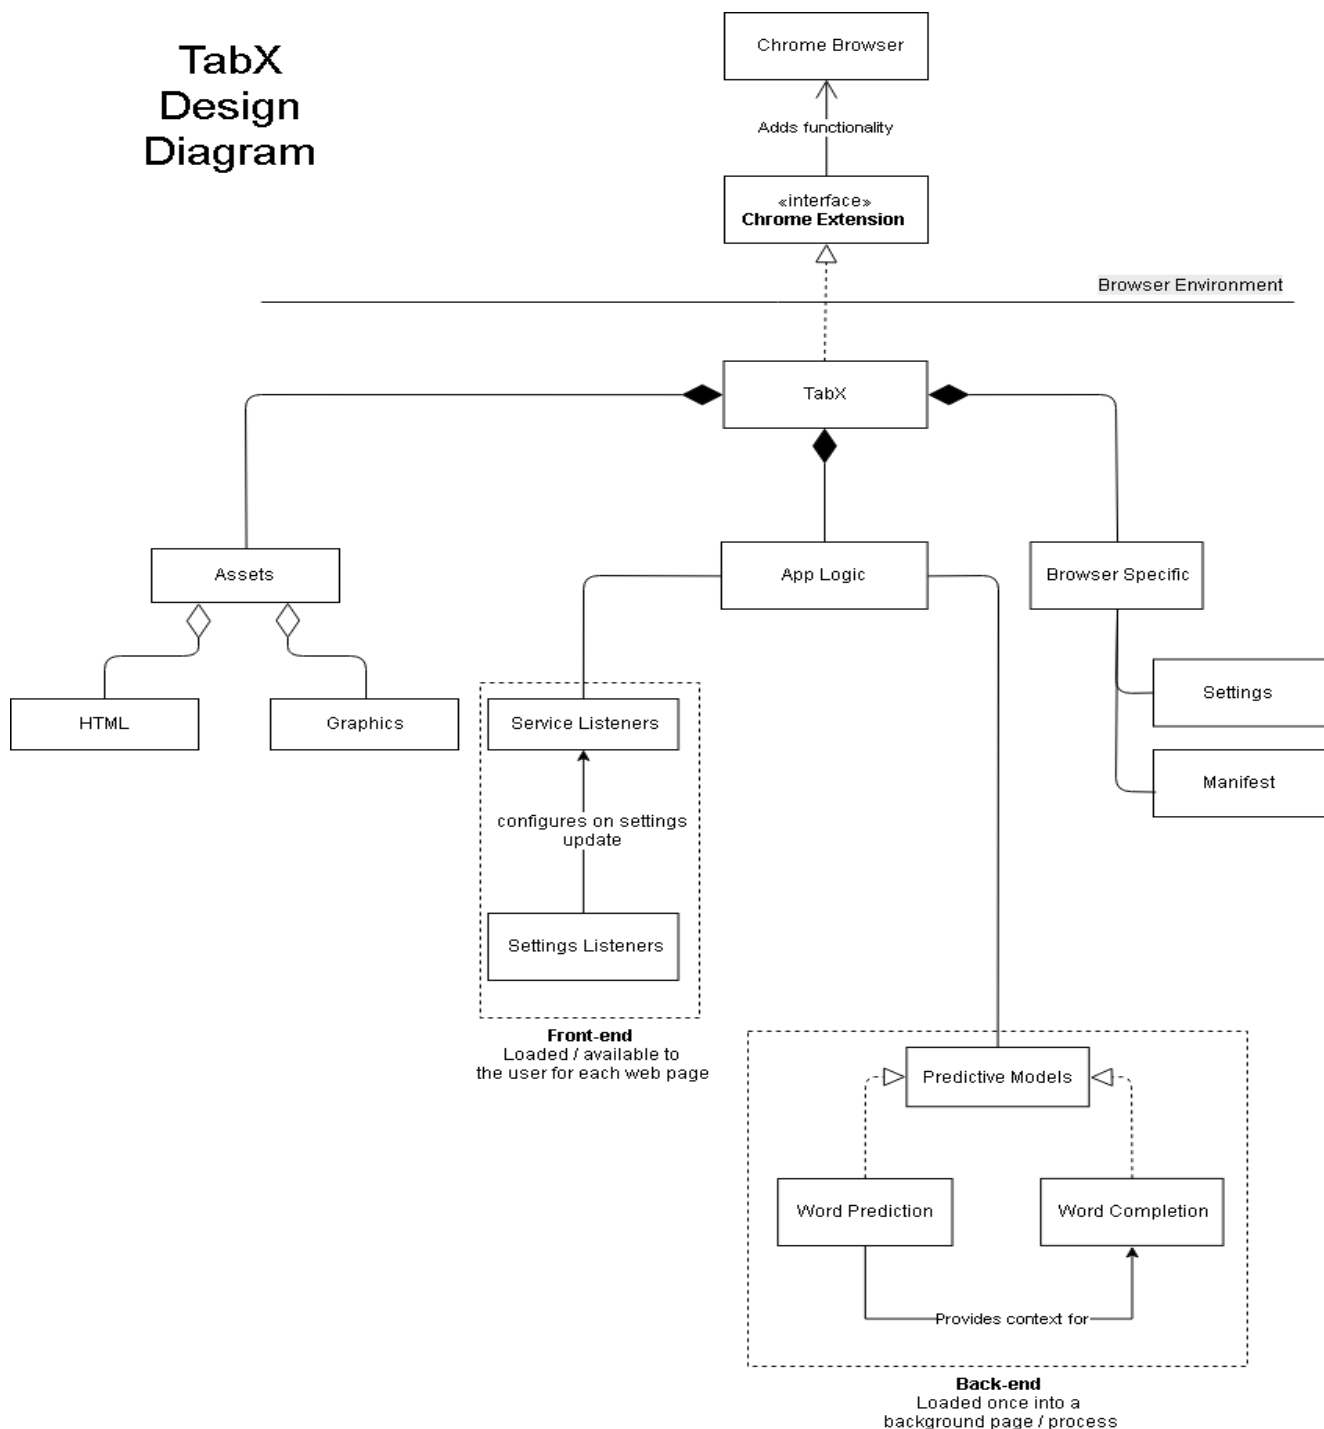 TabX
Design
Diagram
Chrome Browser
Adds functionality
«interface»
Chrome Extension
Browser Environment
TabX
Assets
App Logic
Browser Specific
HTML
Graphics
Service Listeners
Settings
Manifest
configures on settings
update
Settings Listeners
Front-end
Loaded / available to
the user for each web page
Predictive Models
Word Prediction
Word Completion
Provides context for
Back-end
Loaded once into a
background page / process